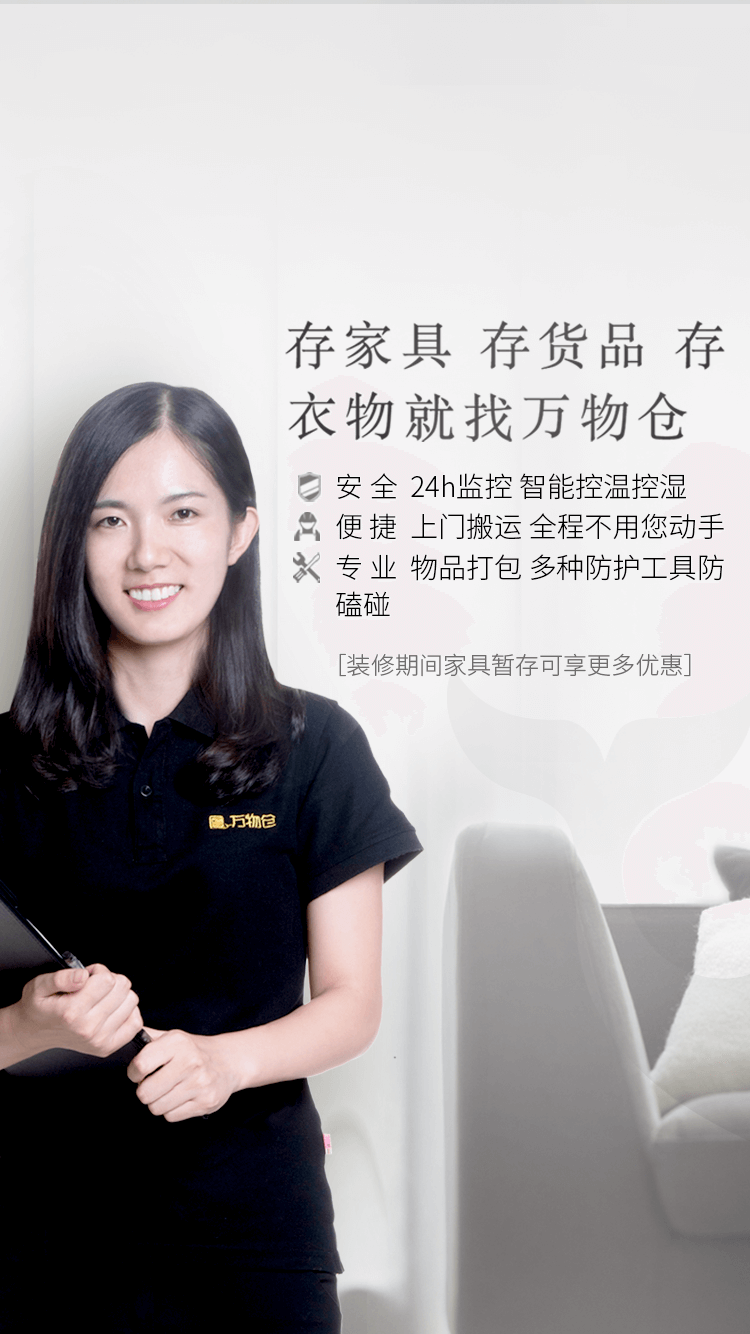 存家具 存货品 存
衣物就找万物仓
安 全 24h监控 智能控温控湿
便 捷 上门搬运 全程不用您动手
专 业 物品打包 多种防护工具防
磕碰
[装修期间家具暂存可享更多优惠]
万物仓